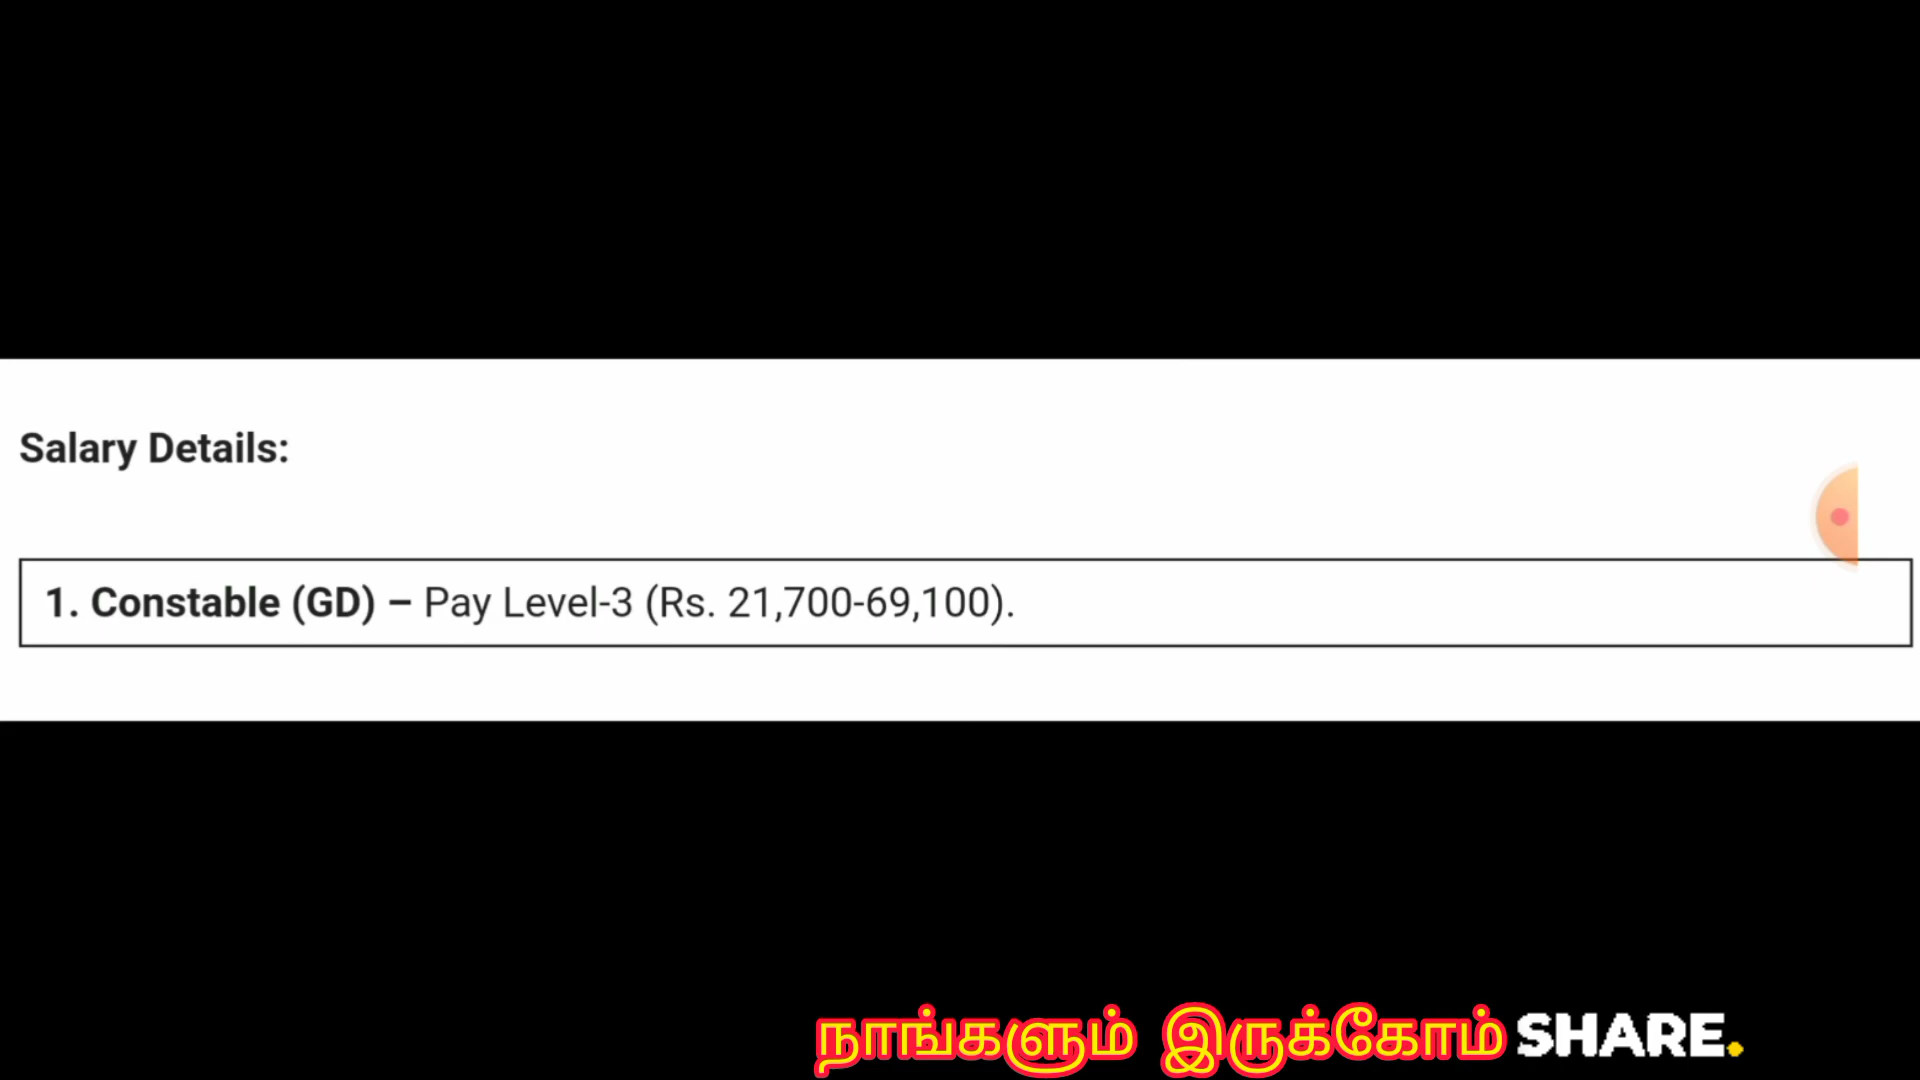 Salary Details:
1. Constable (GD) – Pay Level-3 (Rs. 21,700-69,100).
நாங்களும் இருக்கோம் SHARE.